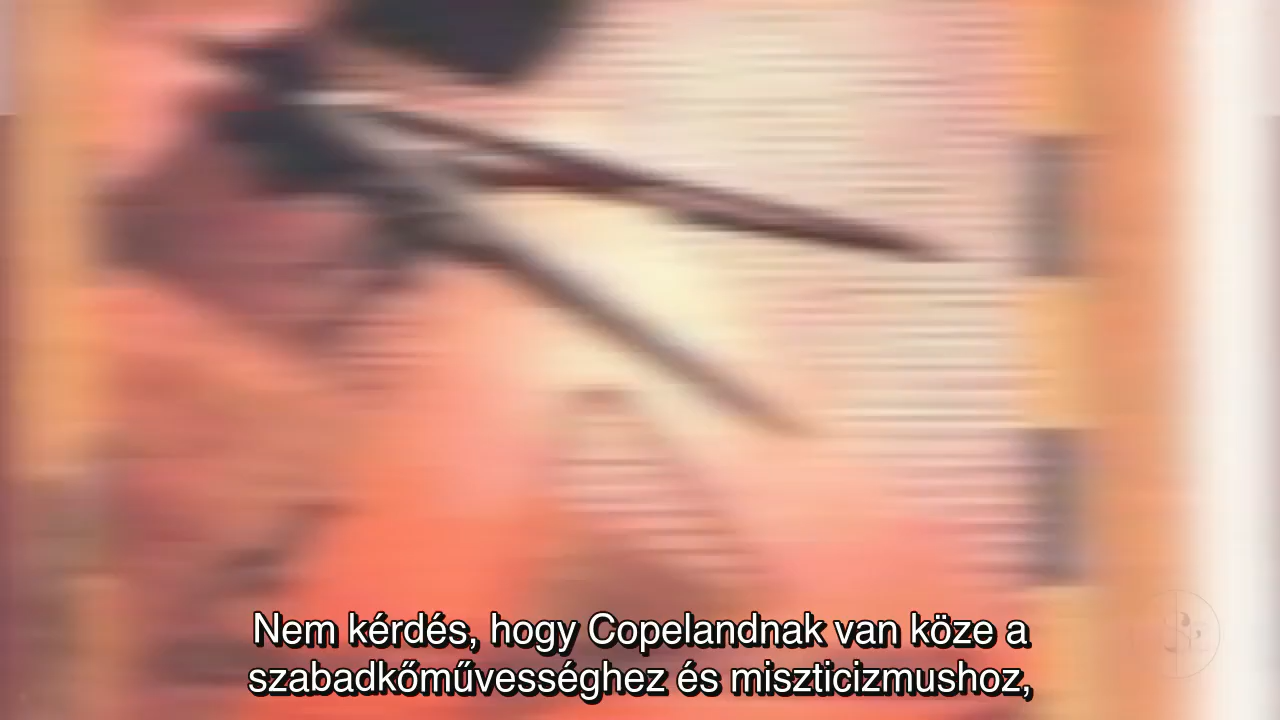 Nem kérdés, hogy Copelandnak van köze a
szabadkőművességhez és miszticizmushoz,